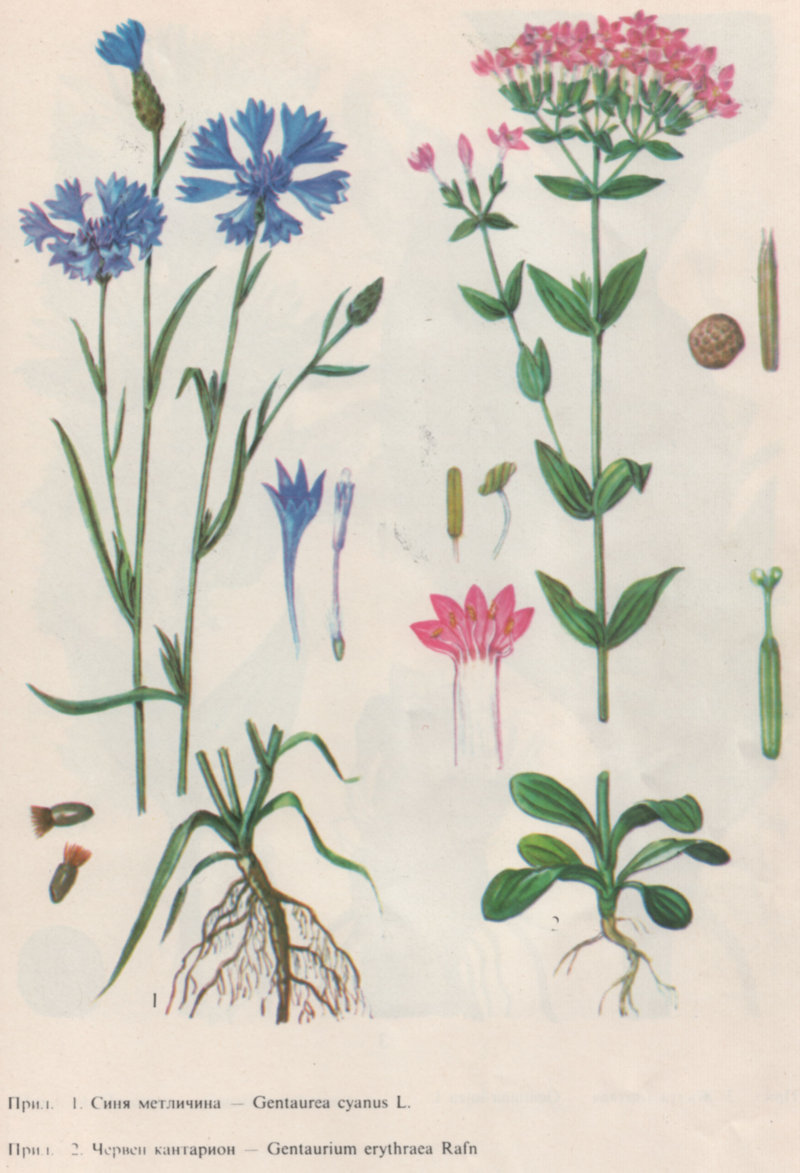 1
2
Прил. 1. Синя метличина — Gentaurea cyanus L.
Прил. 2. Червен кантарион — Gentaurium erythraea Rafn